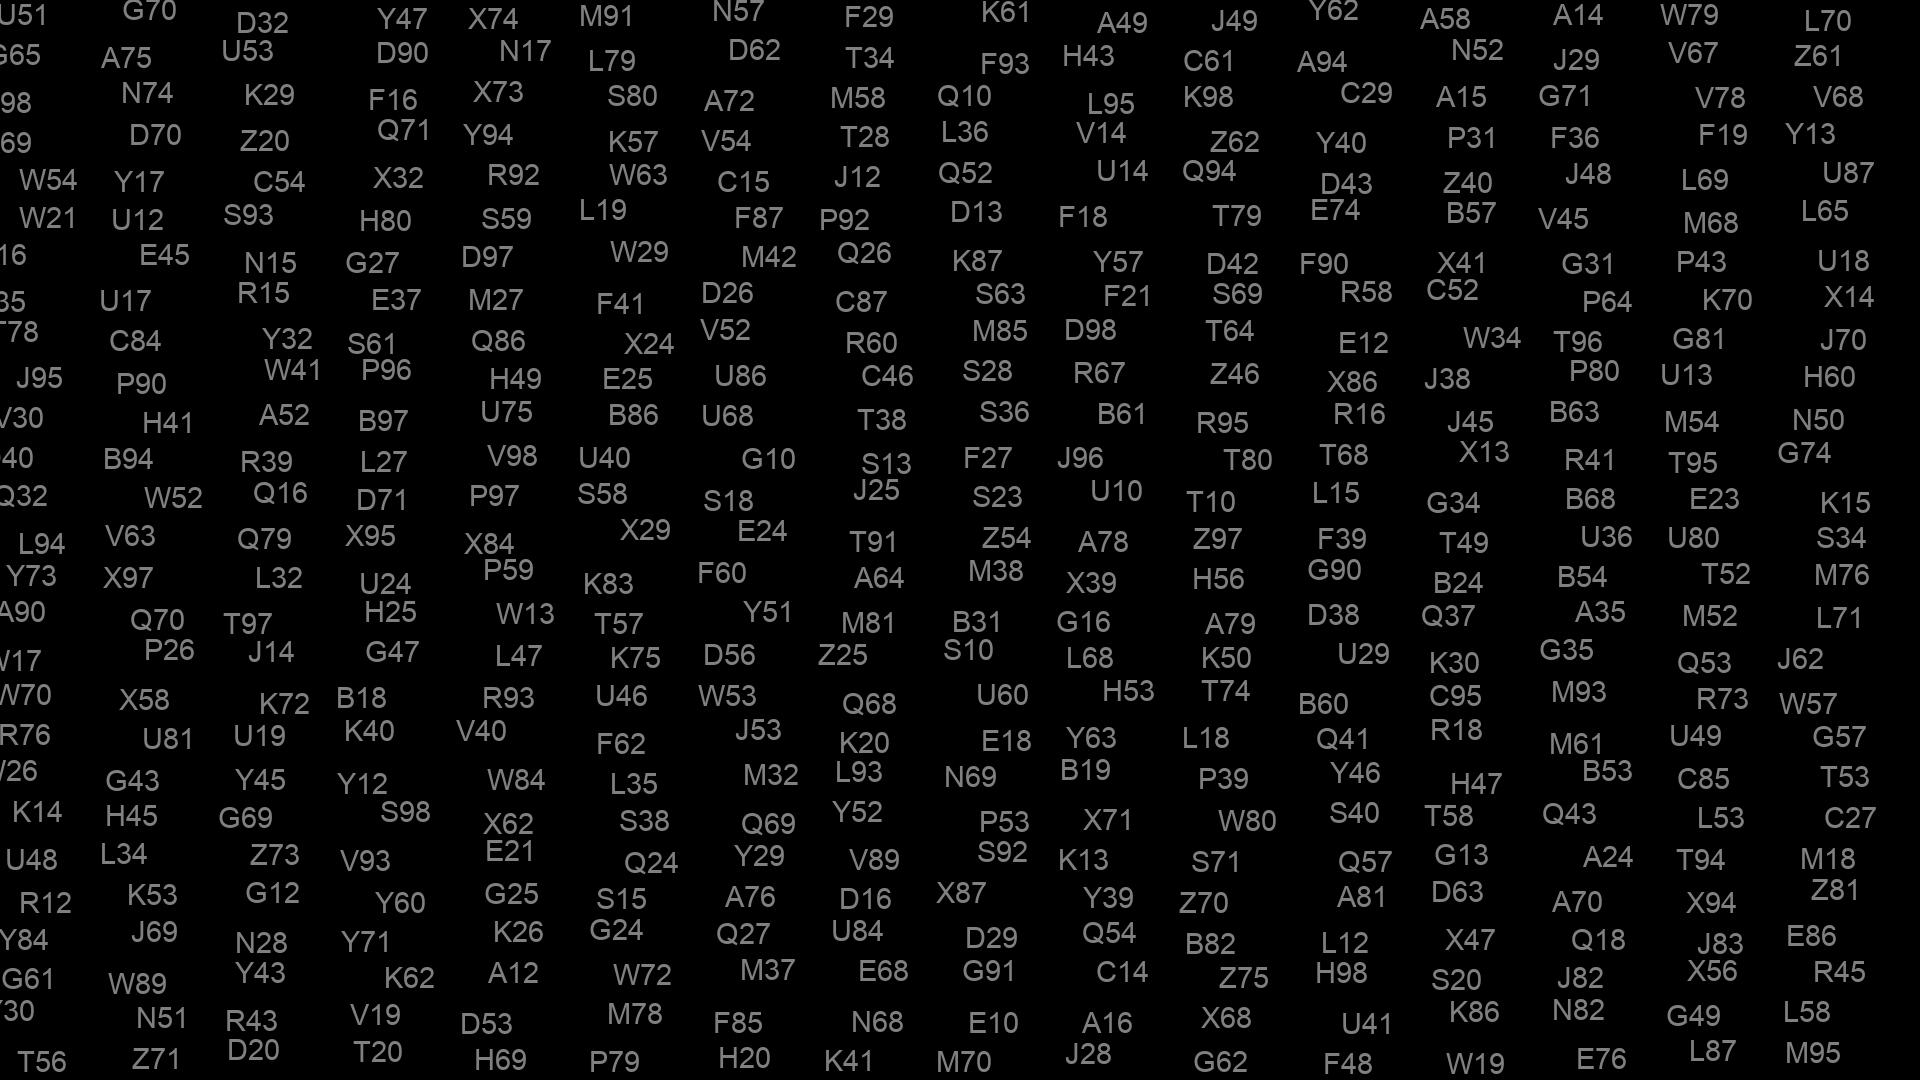 U51 G70 D32 Y47 X74 M91 N57 F29 K61 A49 J49 Y62 A58 A14 W79 L70
G65 A75 U53 D90 N17 L79 D62 T34 F93 H43 C61 A94 N52 J29 V67 Z61
98 N74 K29 F16 X73 S80 A72 M58 Q10 L95 K98 C29 A15 G71 V78 V68
69 D70 Z20 Q71 Y94 K57 V54 T28 L36 V14 Z62 Y40 P31 F36 F19 Y13
W54 Y17 C54 X32 R92 W63 C15 J12 Q52 U14 Q94 D43 Z40 J48 L69 U87
W21 U12 S93 H80 S59 L19 F87 P92 D13 F18 T79 E74 B57 V45 M68 L65
16 E45 N15 G27 D97 W29 M42 Q26 K87 Y57 D42 F90 X41 G31 P43 U18
35 U17 R15 E37 M27 F41 D26 C87 S63 F21 S69 R58 C52 P64 K70 X14
T78 C84 Y32 S61 Q86 X24 V52 R60 M85 D98 T64 E12 W34 T96 G81 J70
J95 P90 W41 P96 H49 E25 U86 C46 S28 R67 Z46 X86 J38 P80 U13 H60
V30 H41 A52 B97 U75 B86 U68 T38 S36 B61 R95 R16 J45 B63 M54 N50
40 B94 R39 L27 V98 U40 G10 S13 F27 J96 T80 T68 X13 R41 T95 G74
Q32 W52 Q16 D71 P97 S58 S18 J25 S23 U10 T10 L15 G34 B68 E23 K15
L94 V63 Q79 X95 X84 X29 E24 T91 Z54 A78 Z97 F39 T49 U36 U80 S34
Y73 X97 L32 U24 P59 K83 F60 A64 M38 X39 H56 G90 B24 B54 T52 M76
A90 Q70 T97 H25 W13 T57 Y51 M81 B31 G16 A79 D38 Q37 A35 M52 L71
W17 P26 J14 G47 L47 K75 D56 Z25 S10 L68 K50 U29 K30 G35 Q53 J62
W70 X58 K72 B18 R93 U46 W53 Q68 U60 H53 T74 B60 C95 M93 R73 W57
R76 U81 U19 K40 V40 F62 J53 K20 E18 Y63 L18 Q41 R18 M61 U49 G57
26 G43 Y45 Y12 W84 L35 M32 L93 N69 B19 P39 Y46 H47 B53 C85 T53
K14 H45 G69 S98 X62 S38 Q69 Y52 P53 X71 W80 S40 T58 Q43 L53 C27
U48 L34 Z73 V93 E21 Q24 Y29 V89 S92 K13 S71 Q57 G13 A24 T94 M18
R12 K53 G12 Y60 G25 S15 A76 D16 X87 Y39 Z70 A81 D63 A70 X94 Z81
Y84 J69 N28 Y71 K26 G24 Q27 U84 D29 Q54 B82 L12 X47 Q18 J83 E86
G61 W89 Y43 K62 A12 W72 M37 E68 G91 C14 Z75 H98 S20 J82 X56 R45
30 N51 R43 V19 D53 M78 F85 N68 E10 A16 X68 U41 K86 N82 G49 L58
T56 Z71 D20 T20 H69 P79 H20 K41 M70 J28 G62 F48 W19 E76 L87 M95